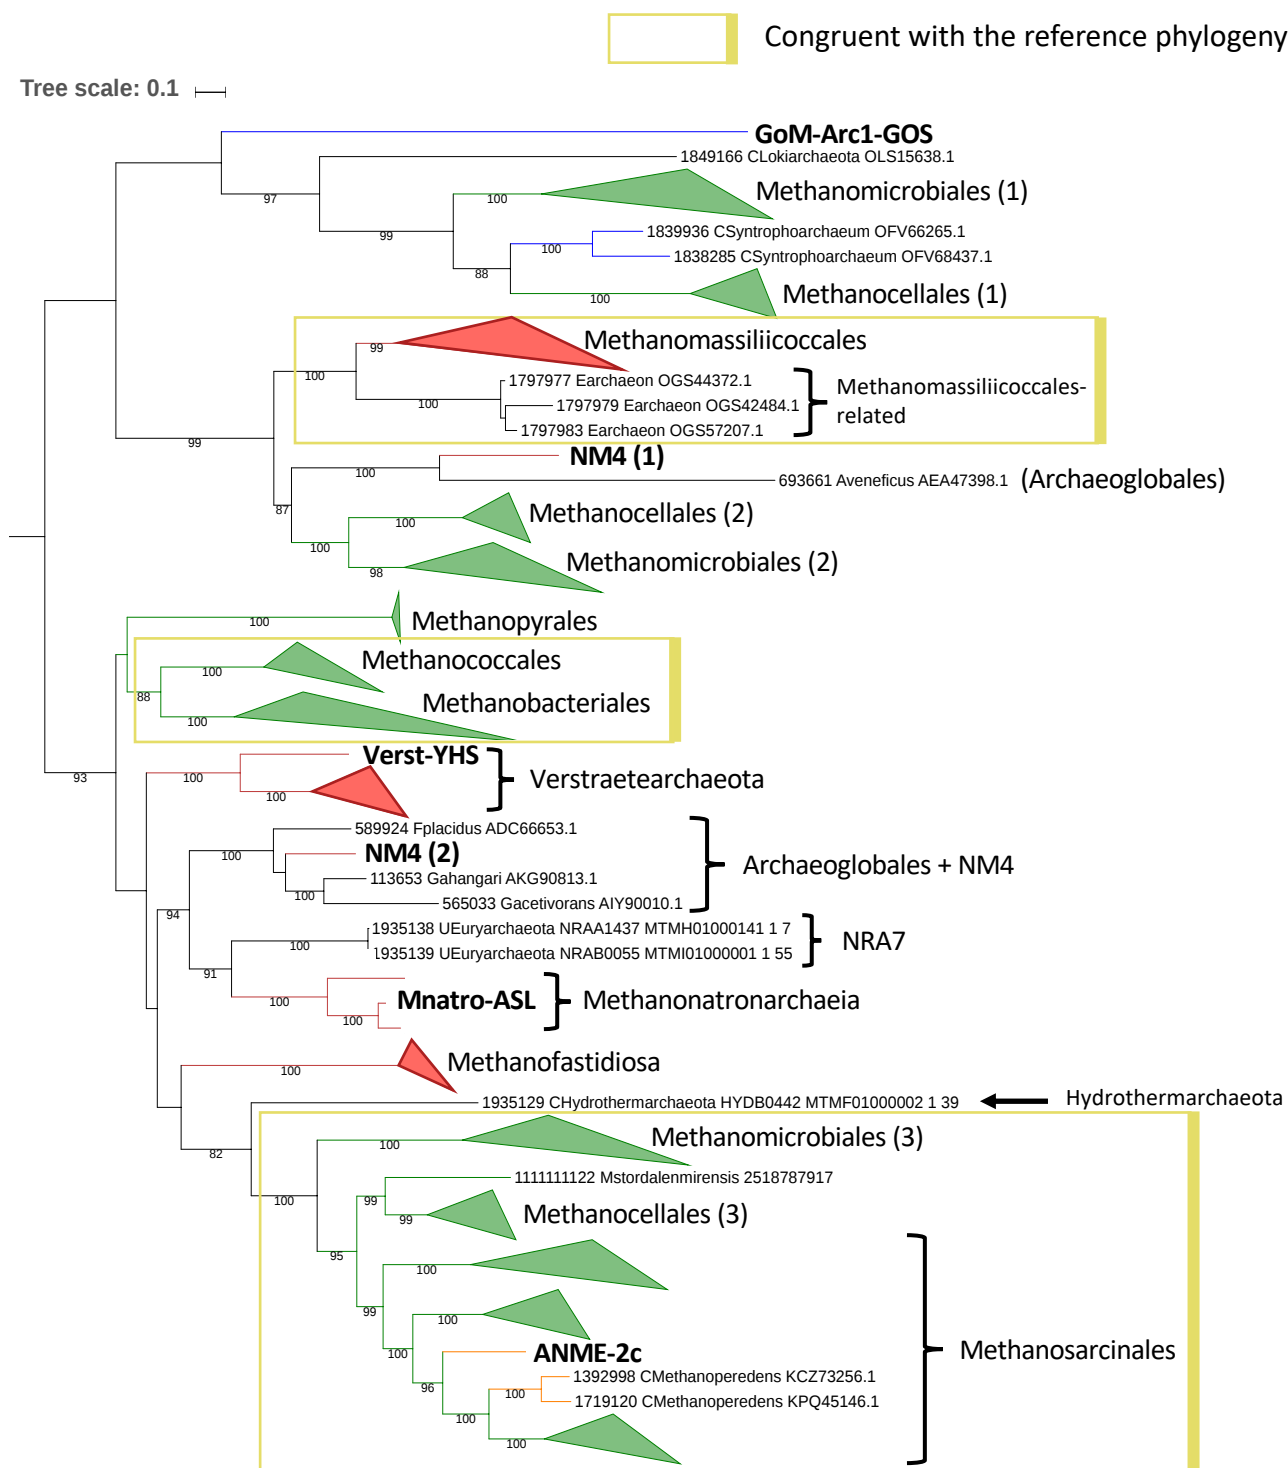 Congruent with the reference phylogeny
Tree scale: 0.1
GoM-Arc1-GOS
1849166 CLokiarchaeota OLS15638.1
97
100
Methanomicrobiales (1)
99
1839936 CSyntrophoarchaeum OFV66265.1
100
1838285 CSyntrophoarchaeum OFV68437.1
88
100
Methanocellales (1)
99
Methanomassiliicoccales
100
1797977 Earchaeon OGS44372.1
100
1797979 Earchaeon OGS42484.1
1797983 Earchaeon OGS57207.1
Methanomassiliicoccales-
related
99
NM4 (1)
100
693661 Aveneficus AEA47398.1
(Archaeoglobales)
87
100
Methanocellales (2)
100
98
Methanomicrobiales (2)
100
Methanopyrales
100
Methanococcales
88
100
Methanobacteriales
93
Verst-YHS
100
100
Verstraetearchaeota
589924 Fplacidus ADC66653.1
100
NM4 (2)
113653 Gahangari AKG90813.1
100
565033 Gacetivorans AIY90010.1
Archaeoglobales + NM4
94
1935138 UEuryarchaeota NRAA1437 MTMH01000141 1 7
100
1935139 UEuryarchaeota NRAB0055 MTMI01000001 1 55
NRA7
91
100
Mnatro-ASL
100
Methanonatronarchaeia
100
Methanofastidiosa
1935129 CHydrothermarchaeota HYDB0442 MTMF01000002 1 39
Hydrothermarchaeota
82
100
Methanomicrobiales (3)
100
1111111122 Mstordalenmirensis 2518787917
99
99
Methanocellales (3)
95
100
99
100
100
ANME-2c
96
1392998 CMethanoperedens KCZ73256.1
100
1719120 CMethanoperedens KPQ45146.1
100
100
Methanosarcinales